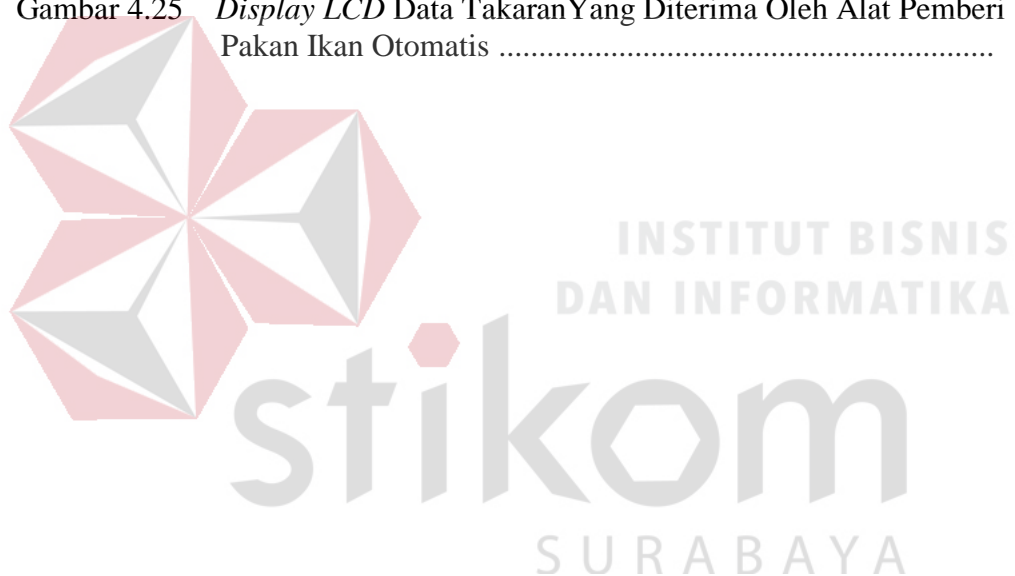 Gambar 4.25 Display LCD Data TakaranYang Diterima Oleh Alat Pemberi
Pakan Ikan Otomatis ...............................................................
INSTITUT BISNIS
DAN INFORMATIKA
stikom
SURABAYA